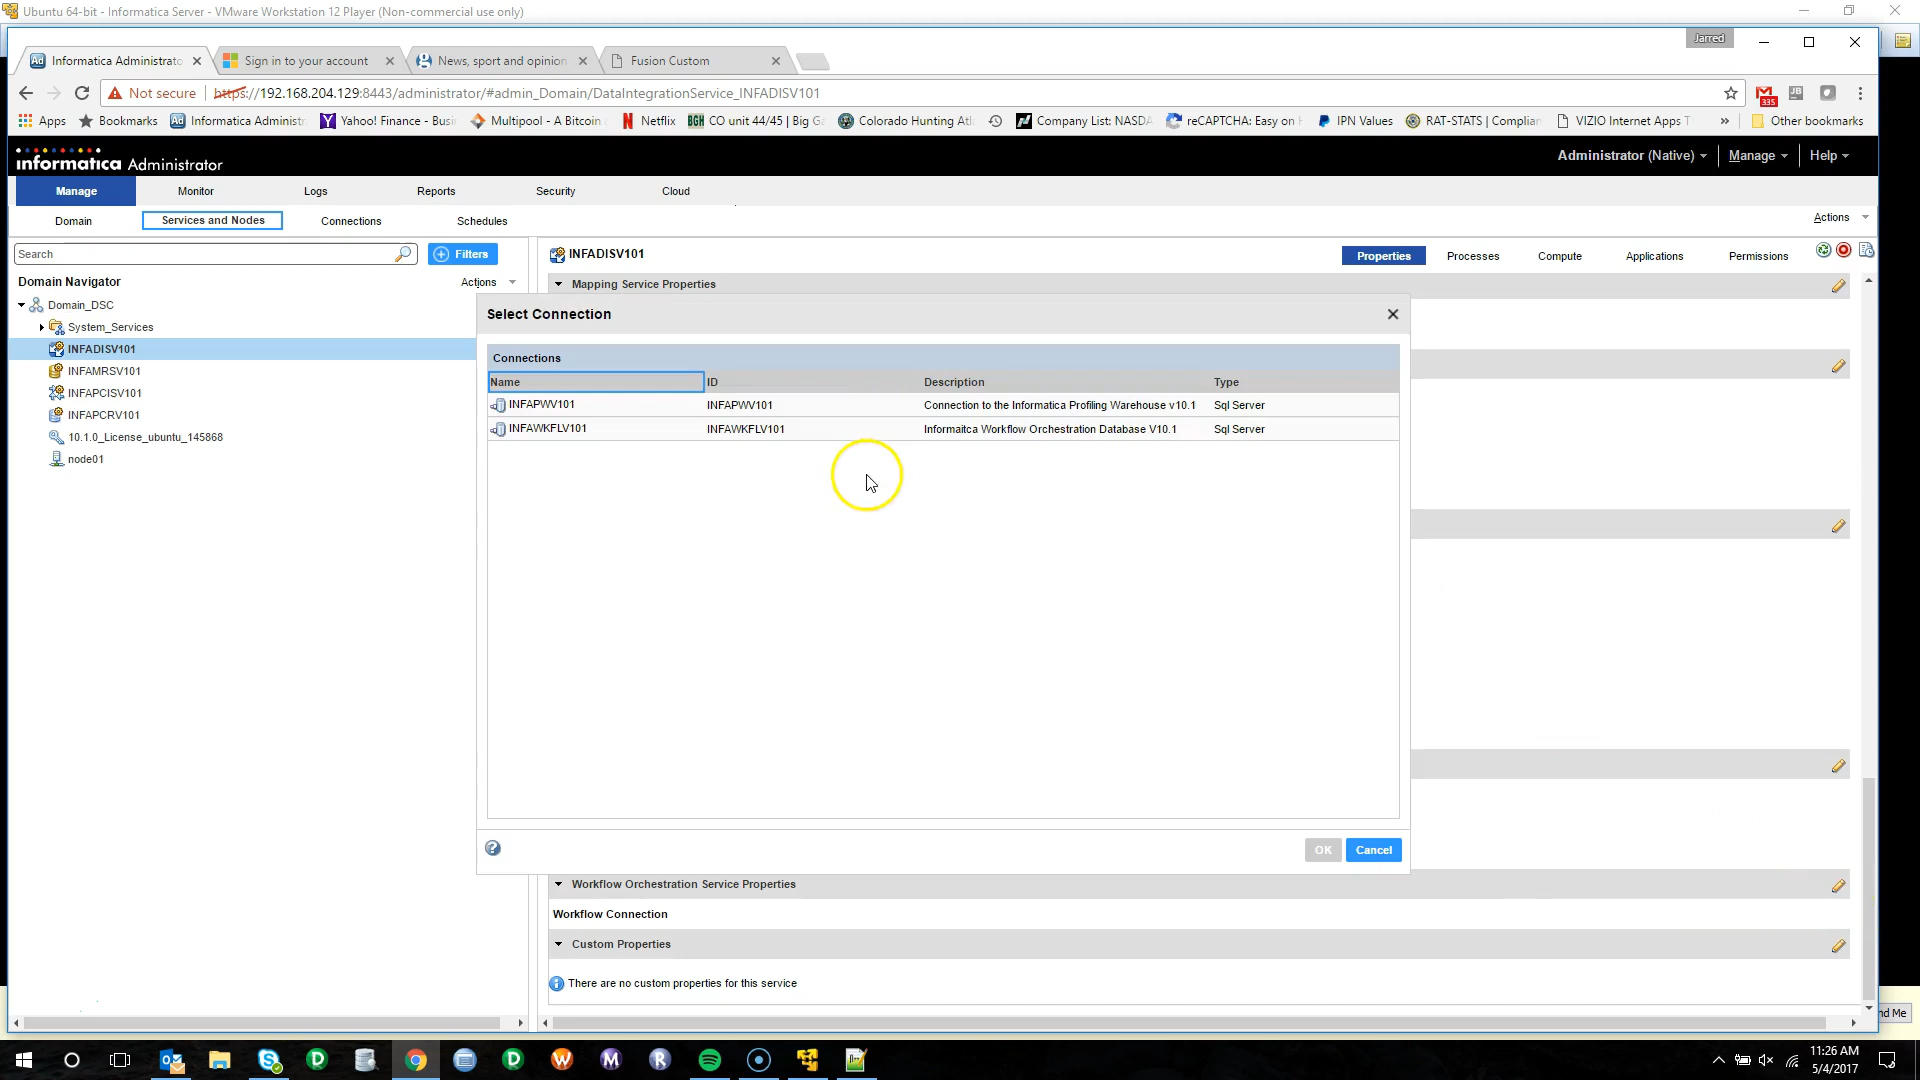 Ubuntu 64-bit - Informatica Server - VMware Workstation 12 Player (Non-commercial use only)
Jarred
Informatica Administrato
Sign in to your account
News, sport and opinion
Fusion Custom
Not secure
https://192.168.204.129:8443/administrator/#admin_Domain/DataIntegrationService_INFADISV101
335
JB
Apps
Bookmarks
Informatica Administ
Yahoo! Finance - Busi
Multipool - A Bitcoin
Netflix
BGH
CO unit 44/45 | Big G
Colorado Hunting Atl
Company List: NASDA
reCAPTCHA: Easy on
IPN Values
RAT-STATS | Complian
VIZIO Internet Apps T
»
Other bookmarks
informatica Administrator
Administrator (Native)
Manage
Help
Manage
Monitor
Logs
Reports
Security
Cloud
Domain
Services and Nodes
Connections
Schedules
Actions
Search
Filters
INFADISV101
Properties
Processes
Compute
Applications
Permissions
Domain Navigator
Actions
Mapping Service Properties
Domain_DSC
System_Services
INFADISV101
INFAMRSV101
INFAPCISV101
INFAPCRV101
10.1.0_License_ubuntu_145868
node01
Select Connection
Connections
Name
ID
Description
Type
INFAPWV101
INFAPWV101
Connection to the Informatica Profiling Warehouse v10.1
Sql Server
INFAWKFLV101
INFAWKFLV101
Informaitca Workflow Orchestration Database V10.1
Sql Server
OK
Cancel
Workflow Orchestration Service Properties
Workflow Connection
Custom Properties
There are no custom properties for this service
nd Me
11:26 AM
5/4/2017